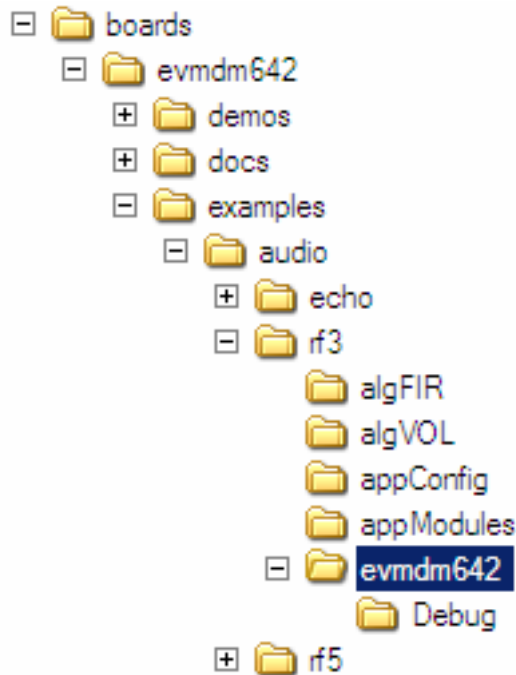 boards
evmdm642
demos
docs
examples
audio
echo
rf3
algFIR
algVOL
appConfig
appModules
evmdm642
Debug
rf5